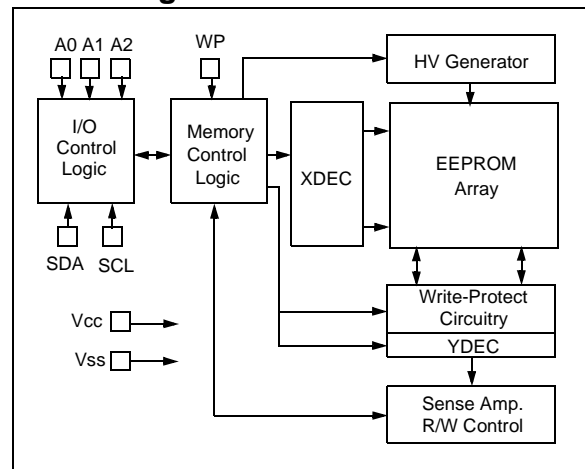 A0 A1 A2
WP
HV Generator
I/O
Control
Logic
Memory
Control
Logic
XDEC
EEPROM
Array
SDA
SCL
Write-Protect
Circuitry
YDEC
Vcc
Vss
Sense Amp.
R/W Control